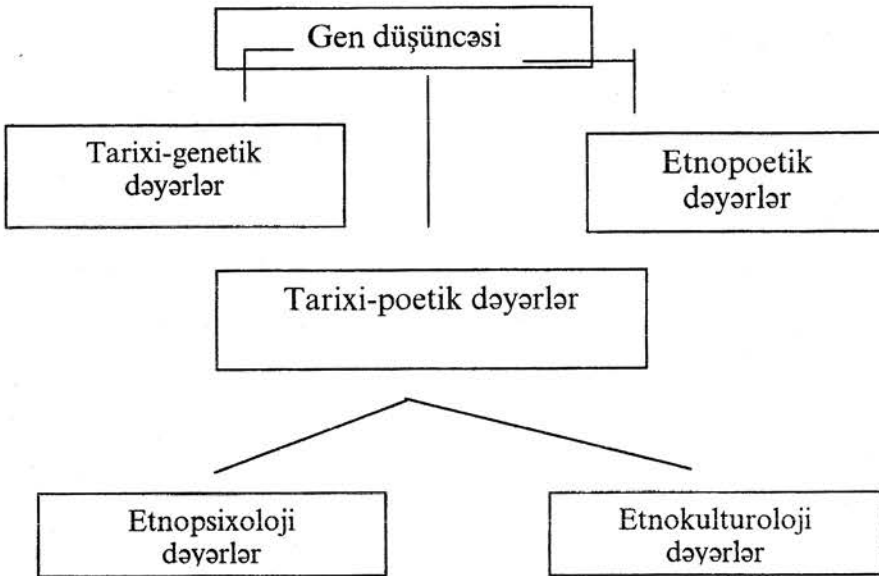 Gen düşüncəsi
Tarixi-genetik
dəyərlər
Etnopoetik
dəyərlər
Tarixi-poetik dəyərlər
Etnopsixoloji
dəyərlər
Etnokulturoloji
dəyərlər